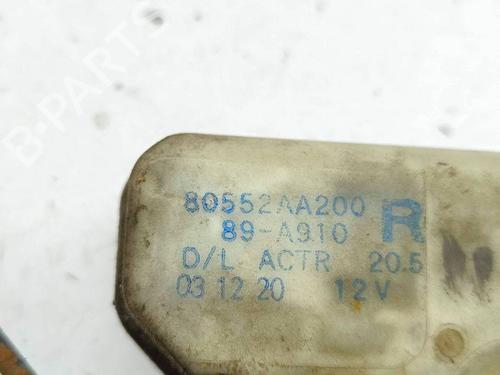 B-PARTS
80552AA200
89-A910 R
D/L ACTR 20.5
03 12 20 12V